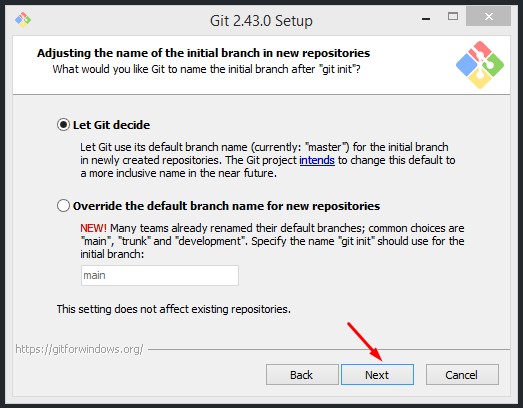 Git 2.43.0 Setup
Adjusting the name of the initial branch in new repositories
What would you like Git to name the initial branch after "git init"?
Let Git decide
Let Git use its default branch name (currently: "master") for the initial branch
in newly created repositories. The Git project intends to change this default to
a more inclusive name in the near future.
Override the default branch name for new repositories
NEW! Many teams already renamed their default branches; common choices are
"main", "trunk" and "development". Specify the name "git init" should use for the
initial branch:
main
This setting does not affect existing repositories.
https://gitforwindows.org/
Back
Next
Cancel